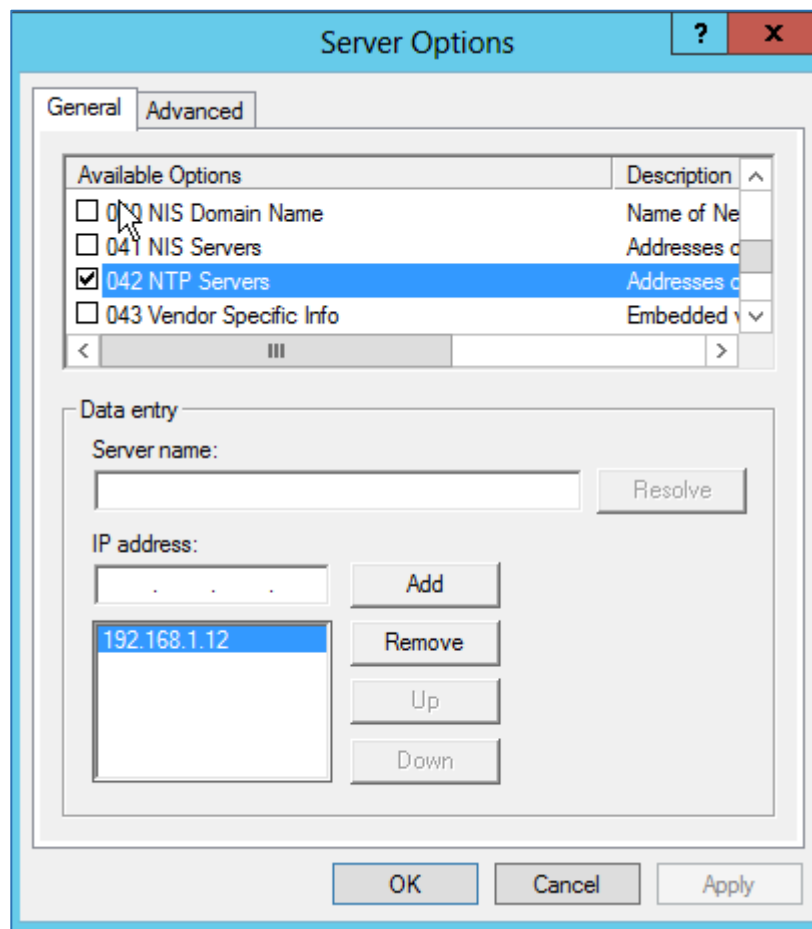 Server Options
?
x
General
Advanced
Available Options Description
NIS Domain Name Name of Ne
041 NIS Servers Addresses o
042 NTP Servers Addresses o
043 Vendor Specific Info Embedded v
Data entry
Server name:
Resolve
IP address:
. . .
Add
192.168.1.12
Remove
Up
Down
OK
Cancel
Apply